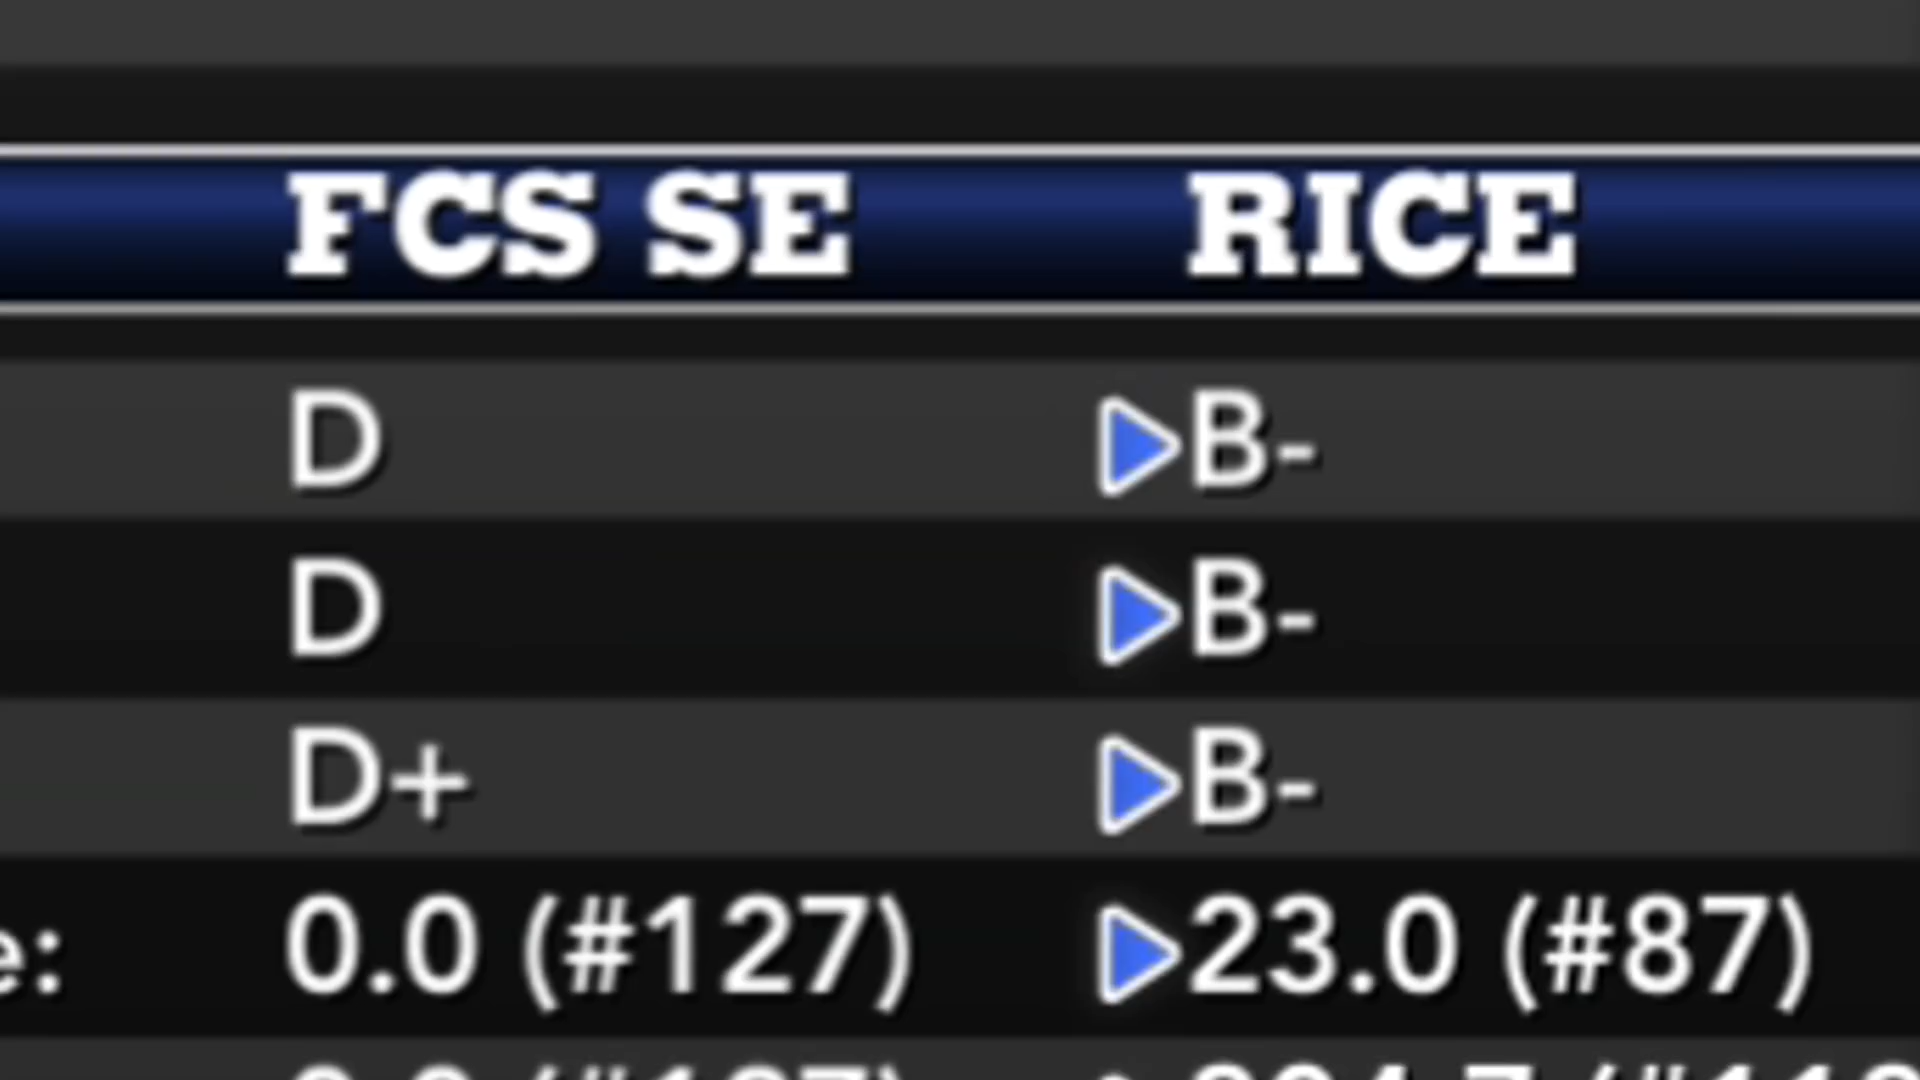 FCS SE RICE
D B-
D B-
D+ B-
0.0 (#127) 23.0 (#87)